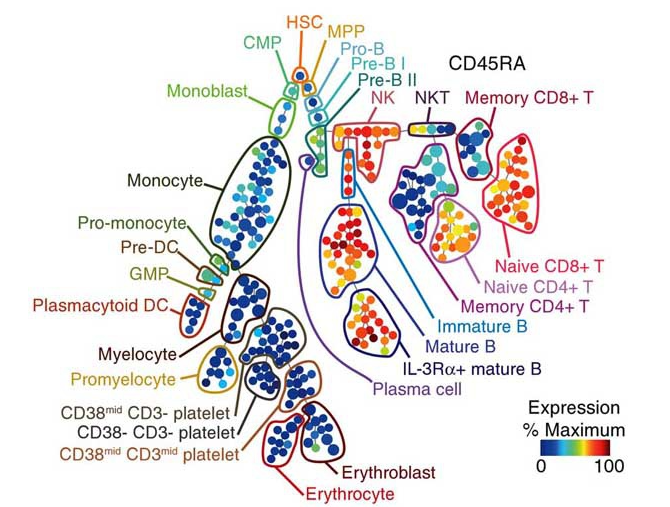 HSC
CMP
MPP
Pro-B
Pre-B I
Pre-B II
CD45RA
Monoblast
NK
NKT
Memory CD8+ T
Monocyte
Pro-monocyte
Pre-DC
GMP
Plasmacytoid DC
Naive CD8+ T
Naive CD4+ T
Memory CD4+ T
Immature B
Mature B
IL-3Rα+ mature B
Plasma cell
Myelocyte
Promyelocyte
CD38mid CD3- platelet
CD38- CD3- platelet
CD38mid CD3mid platelet
Erythroblast
Erythrocyte
Expression
% Maximum
0 100